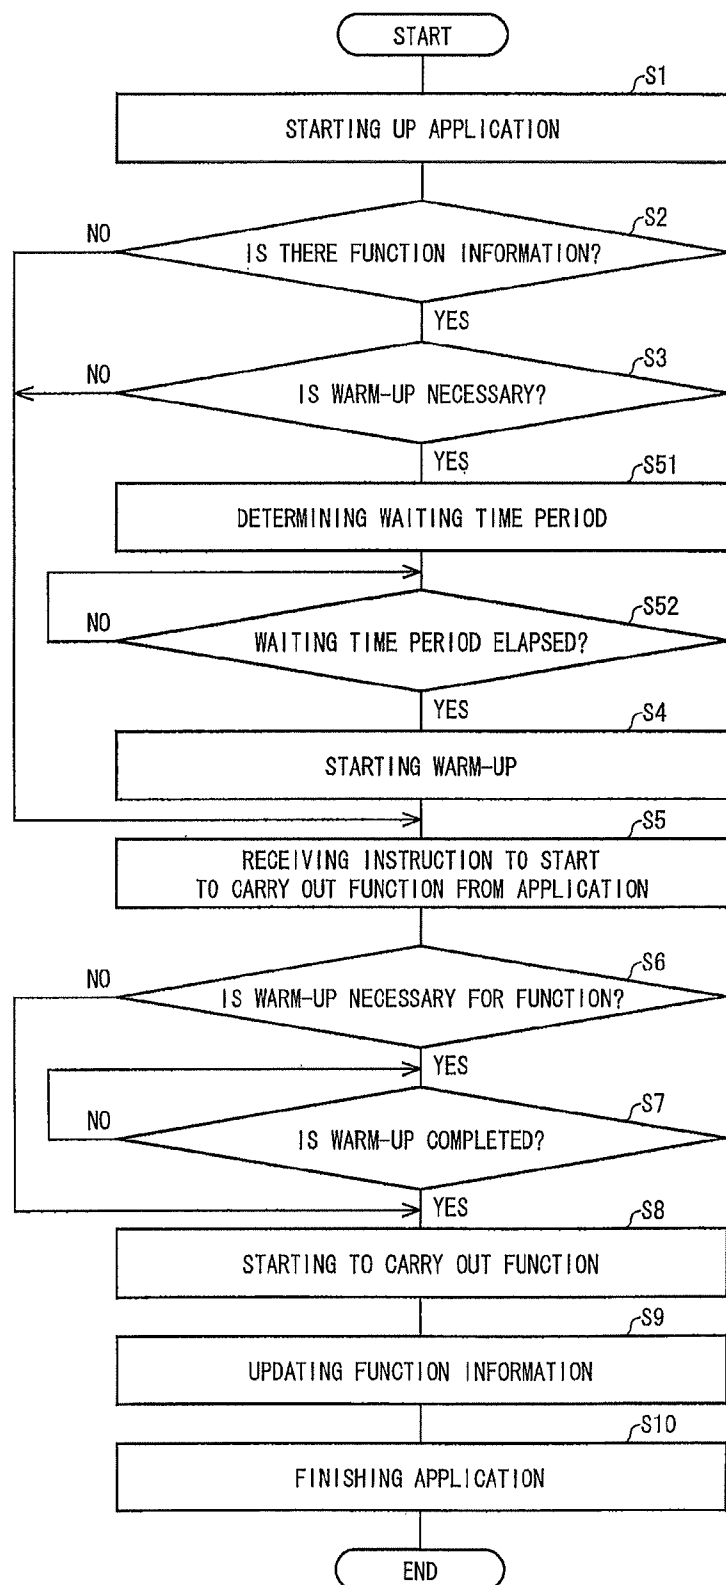 START
S1
STARTING UP APPLICATION
S2
NO
IS THERE FUNCTION INFORMATION?
YES
S3
NO
IS WARM-UP NECESSARY?
YES
S51
DETERMINING WAITING TIME PERIOD
S52
NO
WAITING TIME PERIOD ELAPSED?
YES
S4
STARTING WARM-UP
S5
RECEIVING INSTRUCTION TO START
TO CARRY OUT FUNCTION FROM APPLICATION
S6
NO
IS WARM-UP NECESSARY FOR FUNCTION?
YES
S7
NO
IS WARM-UP COMPLETED?
YES
S8
STARTING TO CARRY OUT FUNCTION
S9
UPDATING FUNCTION INFORMATION
S10
FINISHING APPLICATION
END